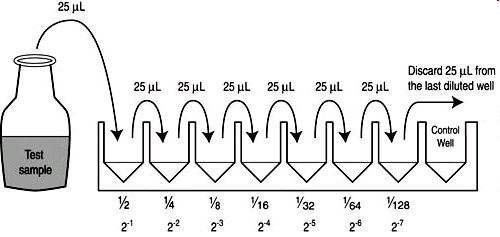 25 µL
25 µL 25 µL 25 µL 25 µL 25 µL 25 µL
Discard 25 µL from
the last diluted well
Test
sample
Control
Well
½ ¼ ⅛ 1/16 1/32 1/64 1/128
2⁻¹ 2⁻² 2⁻³ 2⁻⁴ 2⁻⁵ 2⁻⁶ 2⁻⁷